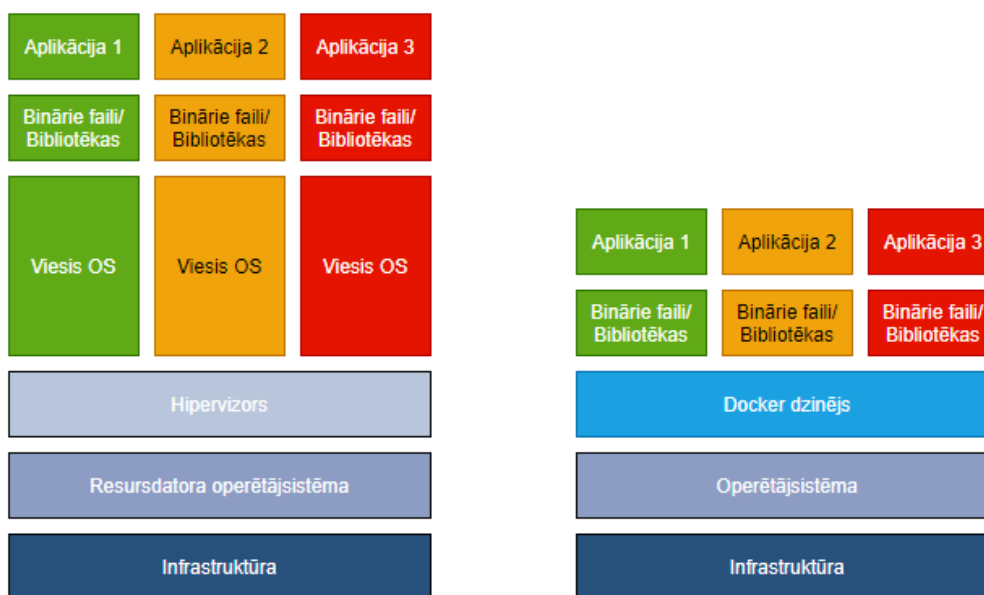 Aplikācija 1
Aplikācija 2
Aplikācija 3
Binārie faili/
Bibliotēkas
Binārie faili/
Bibliotēkas
Binārie faili/
Bibliotēkas
Viesis OS
Viesis OS
Viesis OS
Hipervizors
Resursdatora operētājsistēma
Infrastruktūra
Aplikācija 1
Aplikācija 2
Aplikācija 3
Binārie faili/
Bibliotēkas
Binārie faili/
Bibliotēkas
Binārie faili/
Bibliotēkas
Docker dzinējs
Operētājsistēma
Infrastruktūra